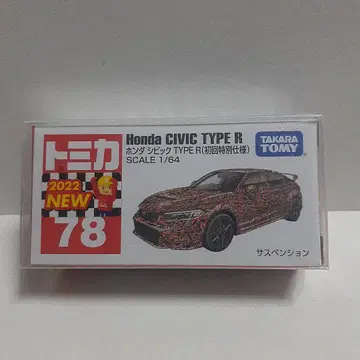 Honda CIVIC TYPE R
ホンダ シビック TYPE R(初回特別仕様)
SCALE 1/64
TAKARA
TOMY
トミカ
2022
NEW
78
サスペンション